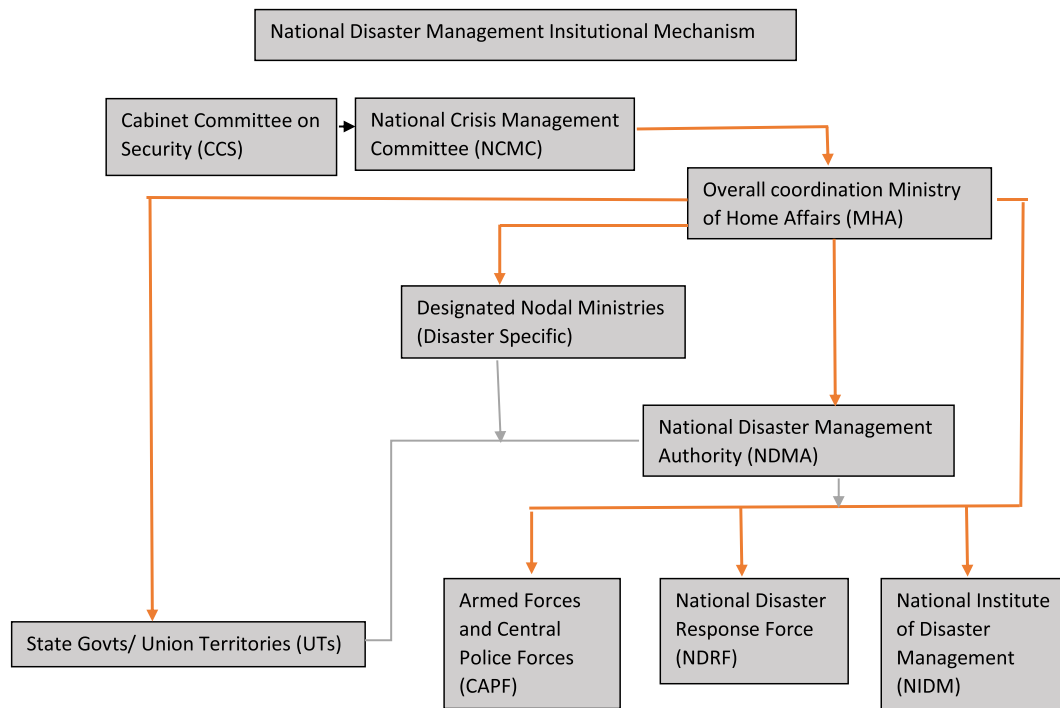 National Disaster Management Insitutional Mechanism
Cabinet Committee on
Security (CCS)
National Crisis Management
Committee (NCMC)
Overall coordination Ministry
of Home Affairs (MHA)
Designated Nodal Ministries
(Disaster Specific)
National Disaster Management
Authority (NDMA)
State Govts/ Union Territories (UTs)
Armed Forces
and Central
Police Forces
(CAPF)
National Disaster
Response Force
(NDRF)
National Institute
of Disaster
Management
(NIDM)